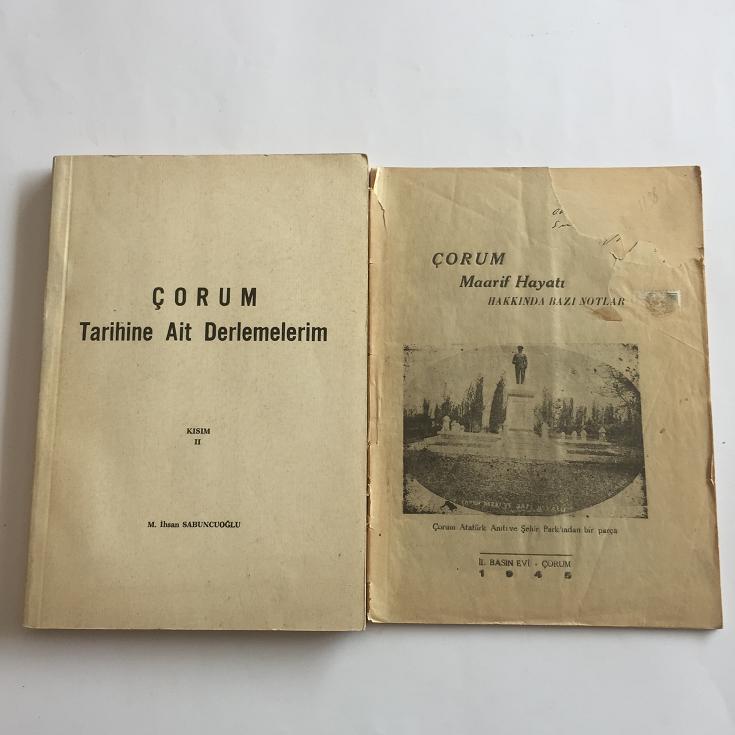 ÇORUM
Tarihine Ait Derlemelerim
KISIM
II
M. İhsan SABUNCUOĞLU
ÇORUM
Maarif Hayatı
HAKKINDA BAZI NOTLAR
Çorum Atatürk Anıtı ve Şehir Park'ından bir parça
İL BASIN EVİ - ÇORUM
1945